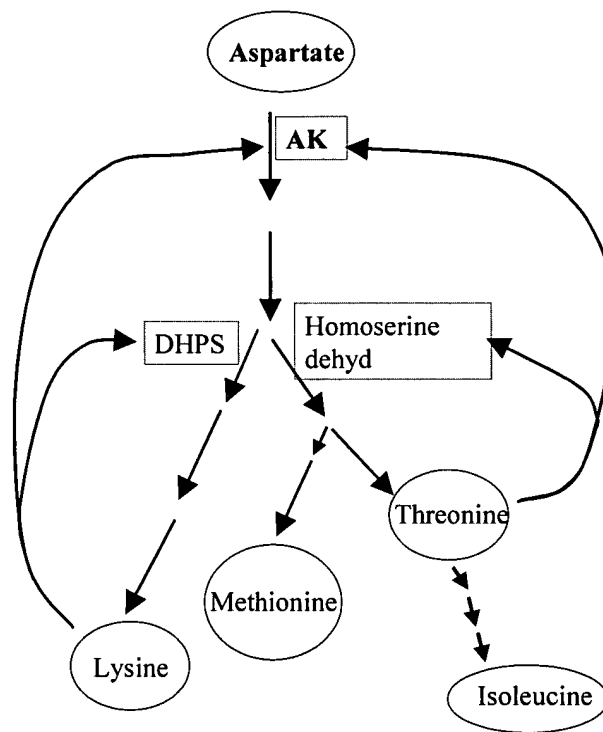 Aspartate
AK
DHPS
Homoserine
dehyd
Threonine
Methionine
Lysine
Isoleucine